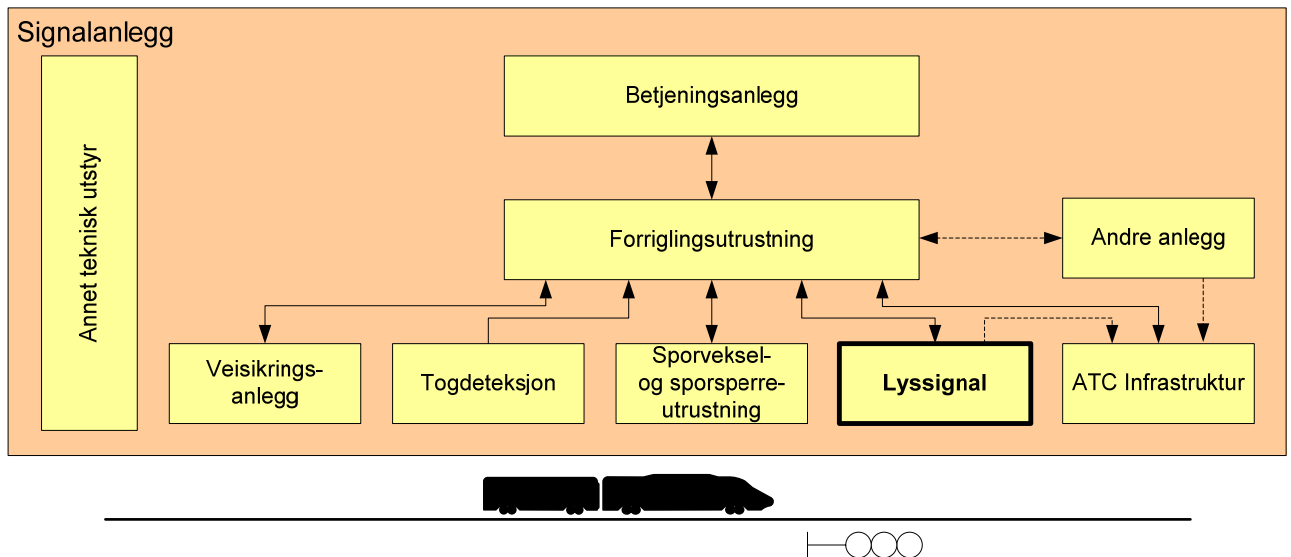 Signalanlegg
Annet teknisk utstyr
Betjeningsanlegg
Forriglingsutrustning
Andre anlegg
Veisikrings-
anlegg
Togdeteksjon
Sporveksel-
og sporsperre-
utrustning
Lyssignal
ATC Infrastruktur